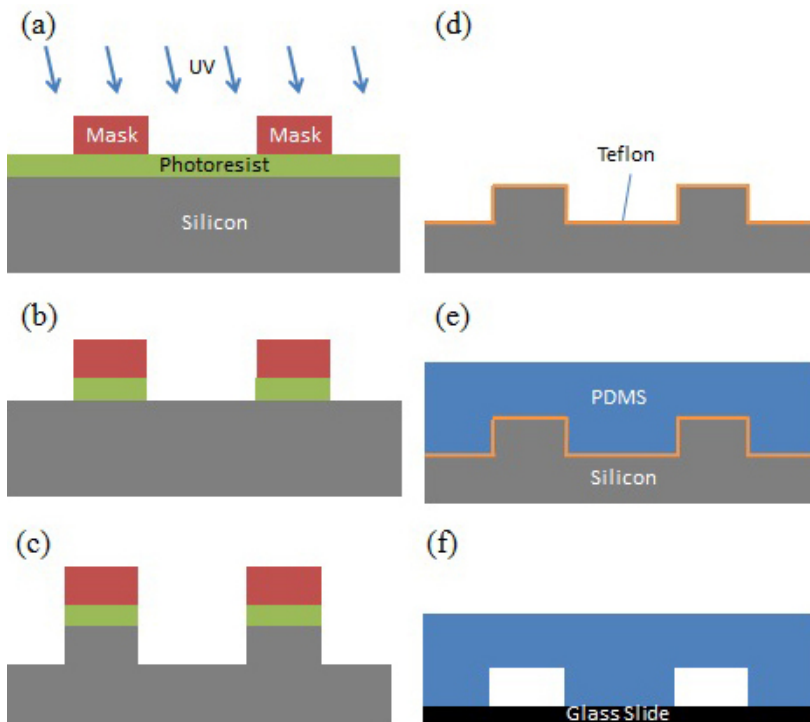 (a)
UV
Mask
Mask
Photoresist
Silicon
(b)
(c)
(d)
Teflon
(e)
PDMS
Silicon
(f)
Glass Slide